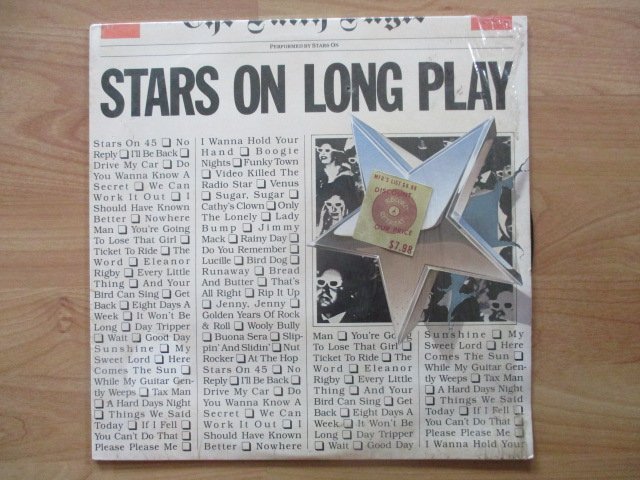 The Daily Bugle
PERFORMED BY STARS ON
STARS ON LONG PLAY
Stars On 45 ❏ No
Reply ❏ I'll Be Back ❏
Drive My Car ❏ Do
You Wanna Know A
Secret ❏ We Can
Work It Out ❏ I
Should Have Known
Better ❏ Nowhere
Man ❏ You're Going
To Lose That Girl ❏
Ticket To Ride ❏ The
Word ❏ Eleanor
Rigby ❏ Every Little
Thing ❏ And Your
Bird Can Sing ❏ Get
Back ❏ Eight Days A
Week ❏ It Won't Be
Long ❏ Day Tripper
❏ Wait ❏ Good Day
Sunshine ❏ My
Sweet Lord ❏ Here
Comes The Sun ❏
While My Guitar Gen-
tly Weeps ❏ Tax Man
❏ A Hard Days Night
❏ Things We Said
Today ❏ If I Fell ❏
You Can't Do That ❏
Please Please Me ❏
I Wanna Hold Your
Hand ❏ Boogie
Nights ❏ Funky Town
❏ Video Killed The
Radio Star ❏ Venus
❏ Sugar, Sugar ❏
Cathy's Clown ❏ Only
The Lonely ❏ Lady
Bump ❏ Jimmy
Mack ❏ Rainy Day ❏
Do You Remember ❏
Lucille ❏ Bird Dog ❏
Runaway ❏ Bread
And Butter ❏ That's
All Right ❏ Rip It Up
❏ Jenny, Jenny ❏
Golden Years Of Rock
& Roll ❏ Wooly Bully
❏ Buona Sera ❏ Slip-
pin' And Slidin' ❏ Nut
Rocker ❏ At The Hop
Stars On 45 ❏ No
Reply ❏ I'll Be Back ❏
Drive My Car ❏ Do
You Wanna Know A
Secret ❏ We Can
Work It Out ❏ I
Should Have Known
Better ❏ Nowhere
MFG'S LIST $8.98
DISCOUNT
OUR PRICE
$7.98
Man ❏ You're Going
To Lose That Girl ❏
Ticket To Ride ❏ The
Word ❏ Eleanor
Rigby ❏ Every Little
Thing ❏ And Your
Bird Can Sing ❏ Get
Back ❏ Eight Days A
Week ❏ It Won't Be
Long ❏ Day Tripper
❏ Wait ❏ Good Day
Sunshine ❏ My
Sweet Lord ❏ Here
Comes The Sun ❏
While My Guitar Gen-
tly Weeps ❏ Tax Man
❏ A Hard Days Night
❏ Things We Said
Today ❏ If I Fell ❏
You Can't Do That ❏
Please Please Me ❏
I Wanna Hold Your